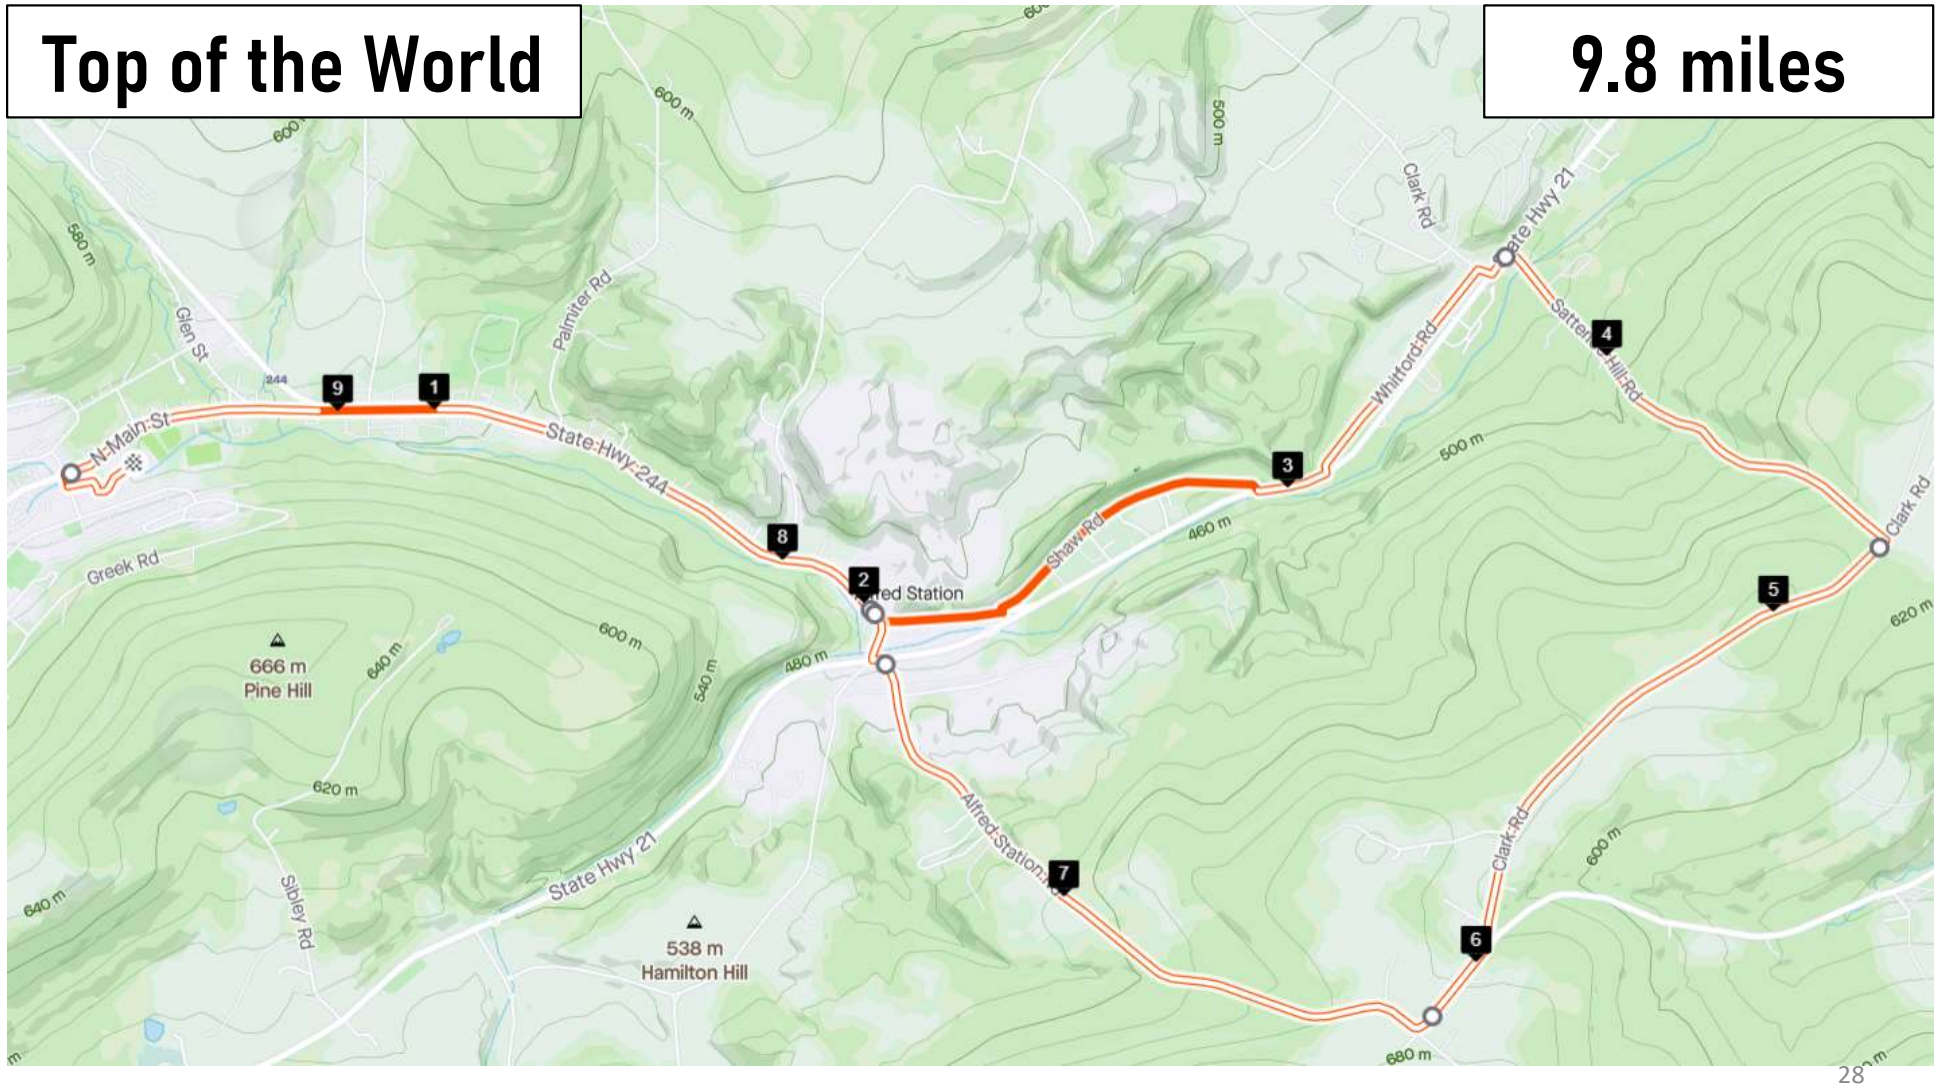 Top of the World
9.8 miles
600 m
600 m
500 m
Clark Rd
State Hwy 21
580 m
Palmiter Rd
Glen St
244
9
1
4
Hill Rd
Whitford Rd
N Main St
State Hwy 244
500 m
3
Clark Rd
460 m
Shaw Rd
8
2
Alfred Station
5
Greek Rd
620 m
600 m
480 m
540 m
640 m
666 m
Pine Hill
620 m
Alfred Station Rd
Clark Rd
600 m
State Hwy 21
7
640 m
Sibley Rd
538 m
Hamilton Hill
6
680 m
28